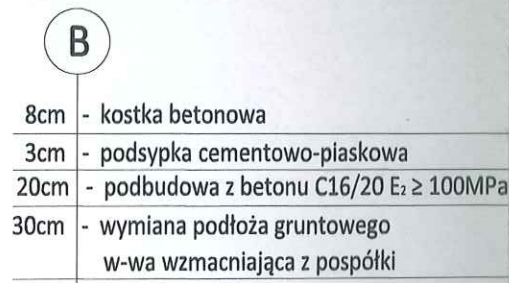 B
8cm - kostka betonowa
3cm - podsypka cementowo-piaskowa
20cm - podbudowa z betonu C16/20 E₂ ≥ 100MPa
30cm - wymiana podłoża gruntowego
w-wa wzmacniająca z pospółki